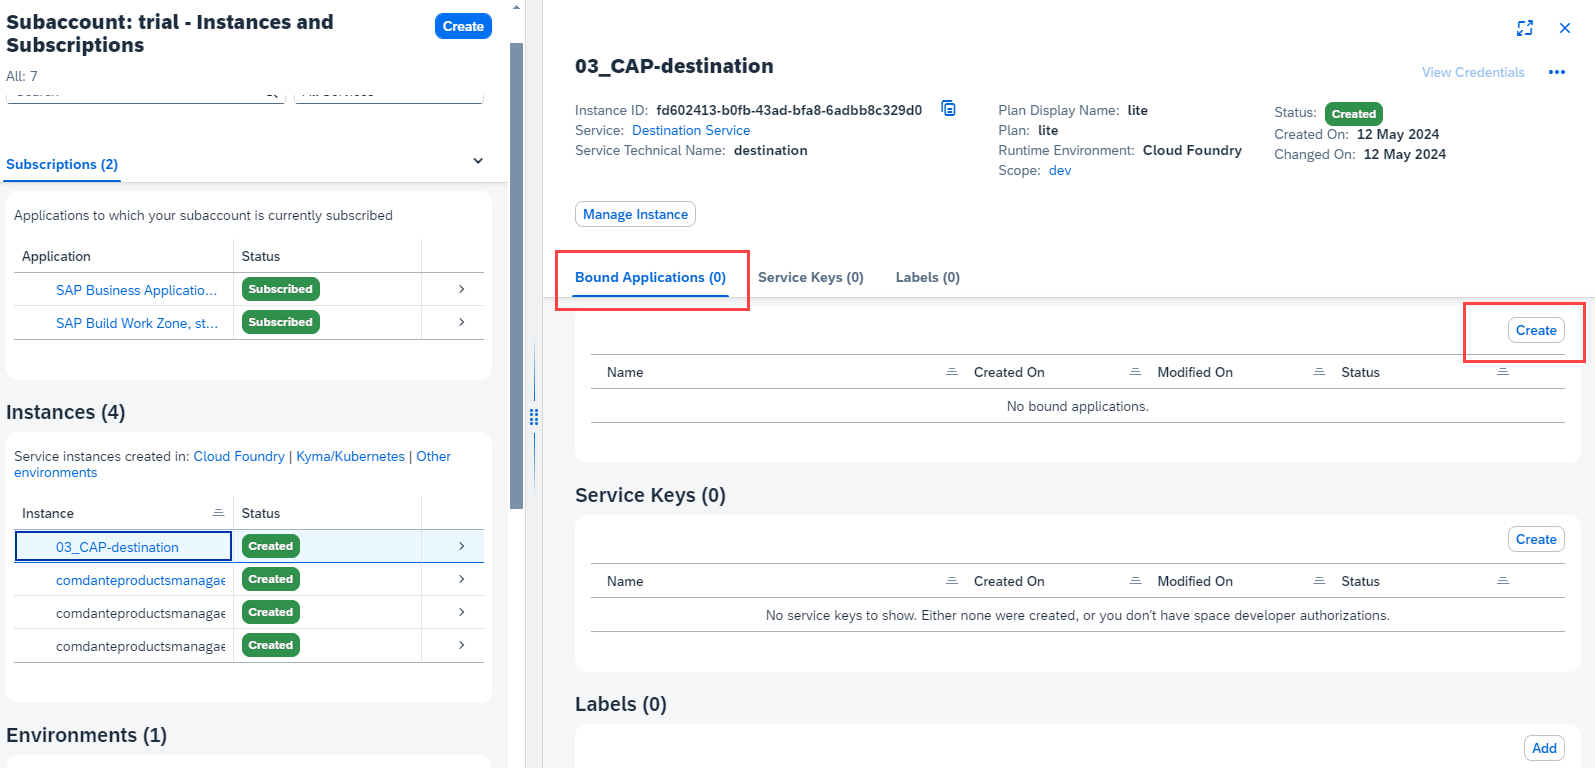 Subaccount: trial - Instances and
Subscriptions
Create
All: 7
Subscriptions (2)
Applications to which your subaccount is currently subscribed
Application
Status
SAP Business Applicatio...
Subscribed
SAP Build Work Zone, st...
Subscribed
Instances (4)
Service instances created in: Cloud Foundry | Kyma/Kubernetes | Other
environments
Instance
Status
03_CAP-destination
Created
comdanteproductsmanagae
Created
comdanteproductsmanagae
Created
comdanteproductsmanagae
Created
Environments (1)
03_CAP-destination
View Credentials
Instance ID: fd602413-b0fb-43ad-bfa8-6adbb8c329d0
Service: Destination Service
Service Technical Name: destination
Plan Display Name: lite
Plan: lite
Runtime Environment: Cloud Foundry
Scope: dev
Status: Created
Created On: 12 May 2024
Changed On: 12 May 2024
Manage Instance
Bound Applications (0)
Service Keys (0)
Labels (0)
Create
Name
Created On
Modified On
Status
No bound applications.
Service Keys (0)
Create
Name
Created On
Modified On
Status
No service keys to show. Either none were created, or you don't have space developer authorizations.
Labels (0)
Add